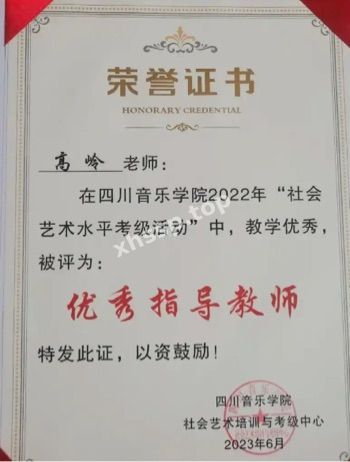 荣誉证书
HONORARY CREDENTIAL
高岭 老师：
在四川音乐学院2022年“社会
艺术水平考级活动”中，教学优秀，
被评为：
优秀指导教师
特发此证，以资鼓励！
四川音乐学院
社会艺术培训与考级中心
2023年6月